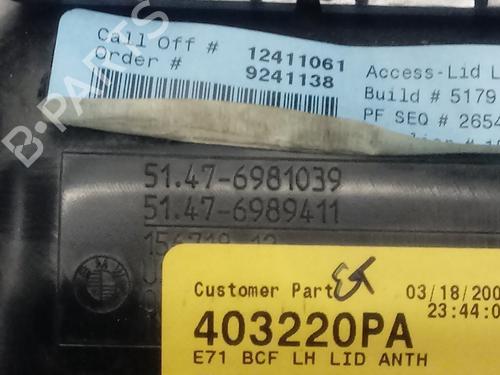 Call Off # 12411061
Order # 9241138
Access-Lid L
Build # 5179
PF SEQ # 2654
51.47-6981039
51.47-6989411
BMW
Customer Part
403220PA
03/18/200
23:44:0
E71 BCF LH LID ANTH
B-PARTS